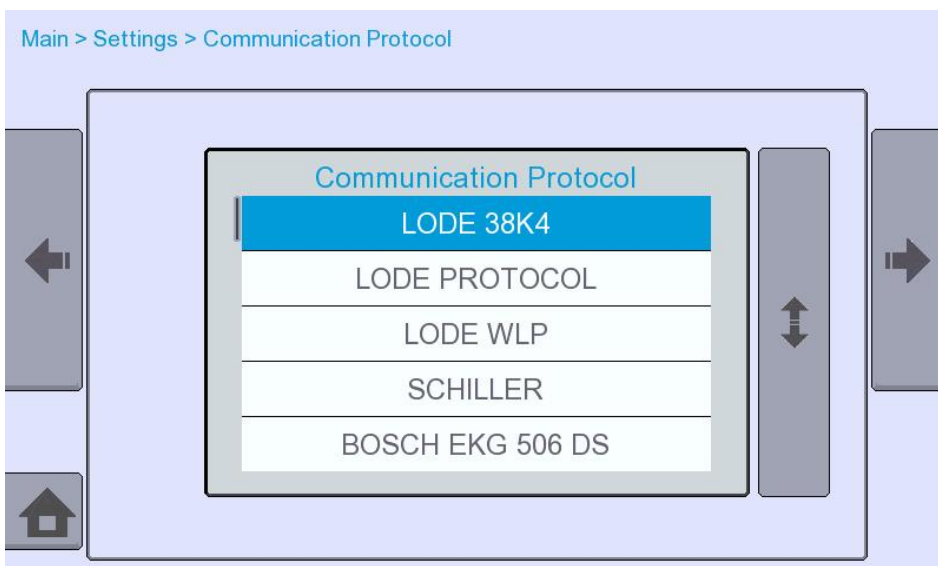 Main > Settings > Communication Protocol
Communication Protocol
LODE 38K4
LODE PROTOCOL
LODE WLP
SCHILLER
BOSCH EKG 506 DS